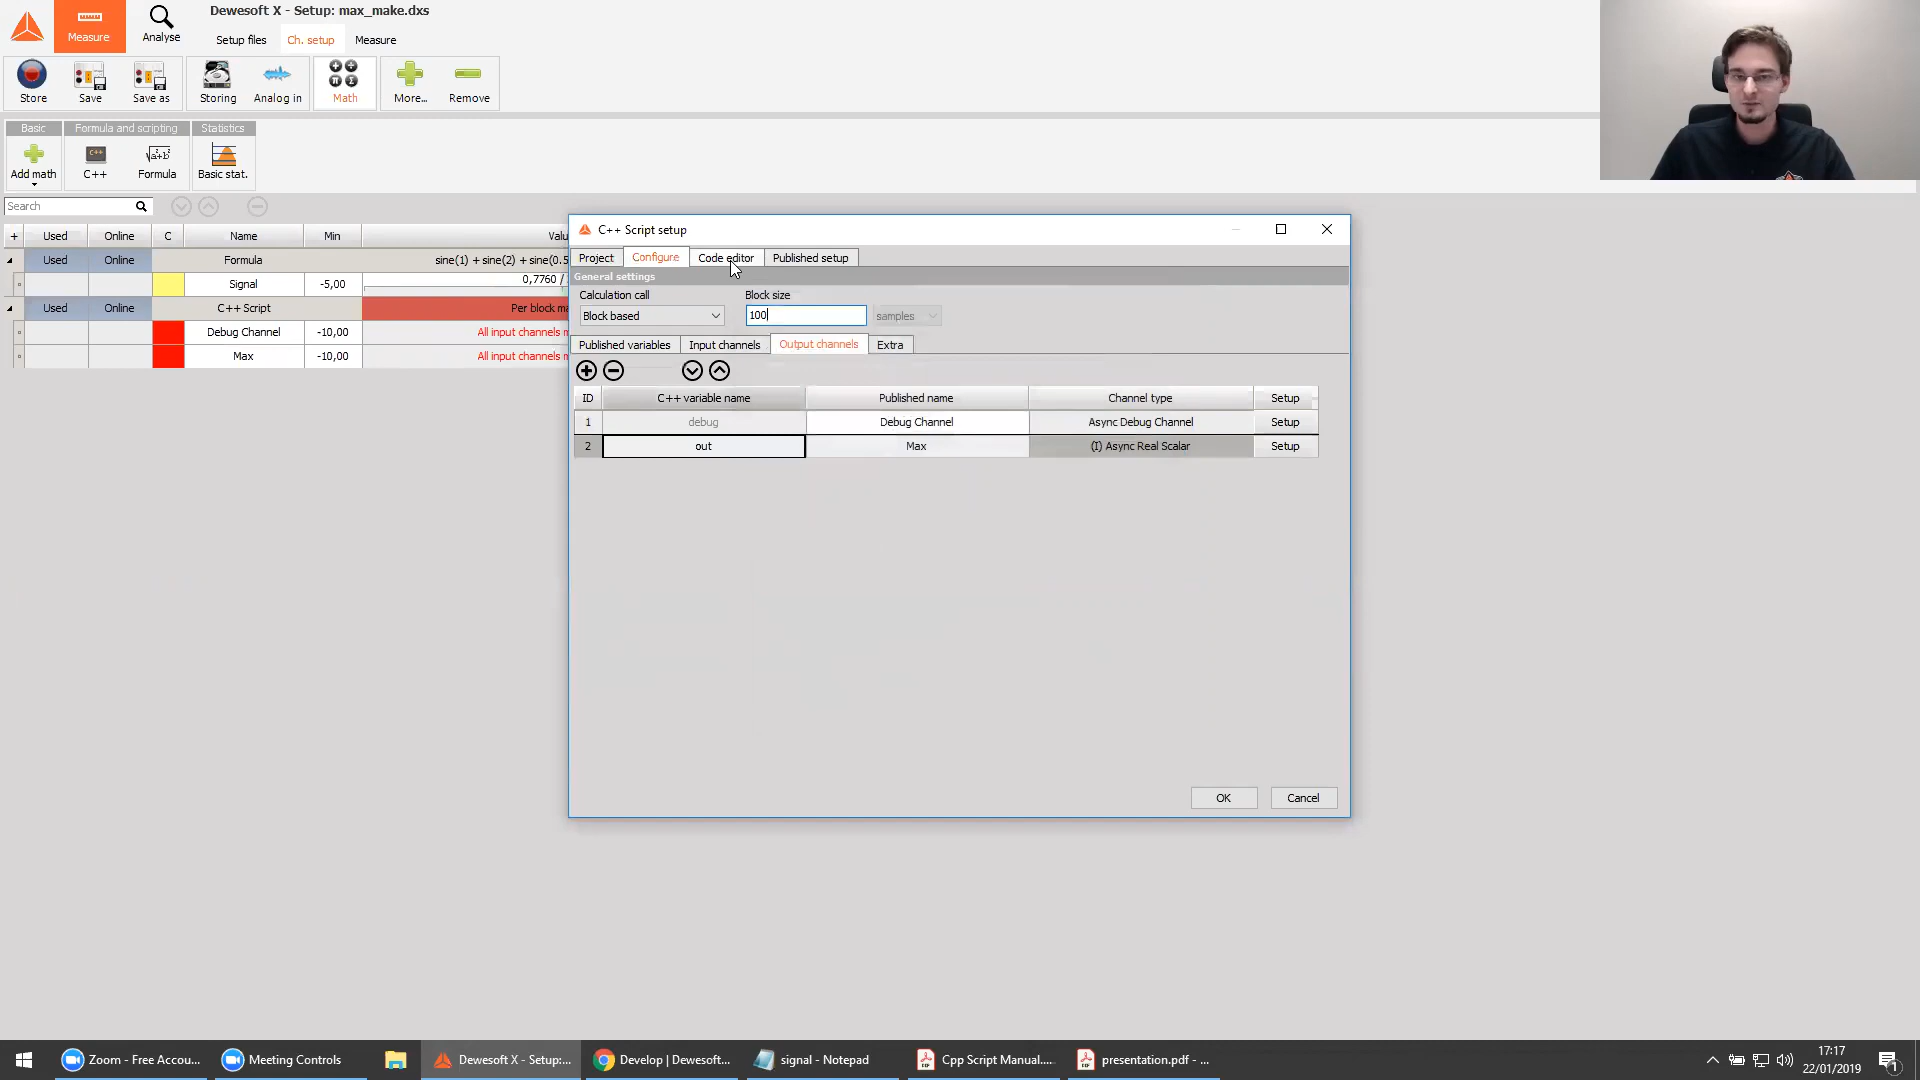 Dewesoft X - Setup: max_make.dxs
Measure
Analyse
Setup files
Ch. setup
Measure
Store
Save
Save as
Storing
Analog in
Math
More...
Remove
Basic
Formula and scripting
Statistics
Add math
C++
Formula
Basic stat.
Search
+ Used Online C Name Min Valu
Used Online Formula sine(1) + sine(2) + sine(0.5
Signal -5,00 0,7760 /
Used Online C++ Script Per block ma
Debug Channel -10,00 All input channels m
Max -10,00 All input channels m
C++ Script setup
Project Configure Code editor Published setup
General settings
Calculation call Block size
Block based 100 samples
Published variables Input channels Output channels Extra
ID C++ variable name Published name Channel type Setup
1 debug Debug Channel Async Debug Channel Setup
2 out Max (I) Async Real Scalar Setup
OK Cancel
Zoom - Free Accou...
Meeting Controls
Dewesoft X - Setup:...
Develop | Dewesoft...
signal - Notepad
Cpp Script Manual....
presentation.pdf - ...
17:17
22/01/2019